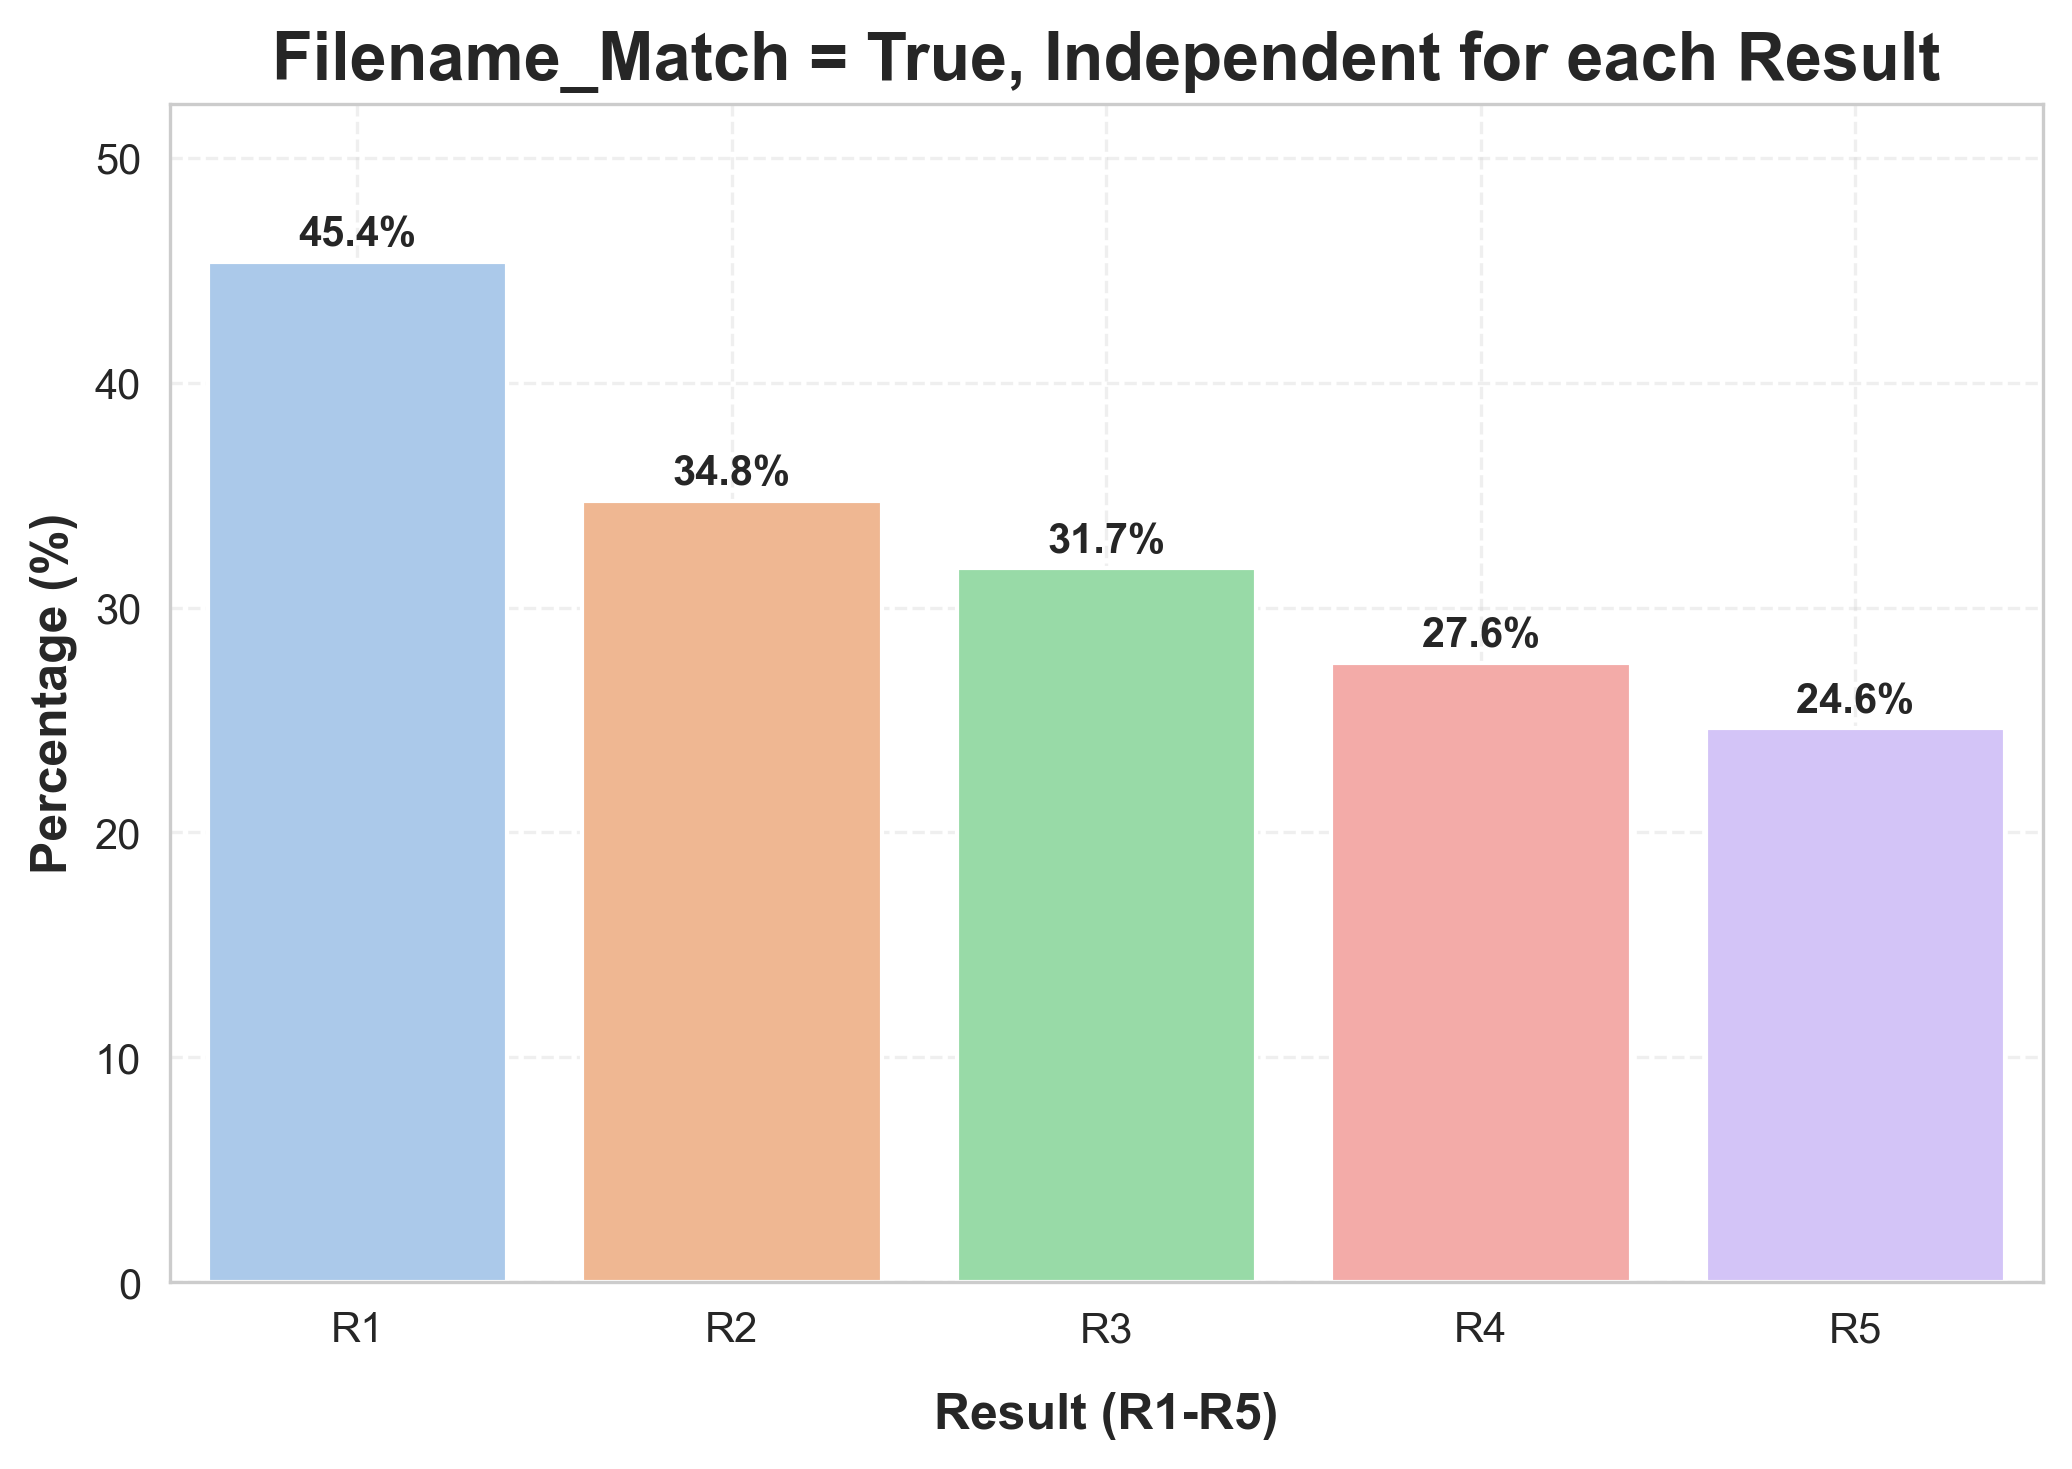 Filename_Match = True, Independent for each Result
50
40
30
20
10
0
Percentage (%)
45.4%
34.8%
31.7%
27.6%
24.6%
R1
R2
R3
R4
R5
Result (R1-R5)